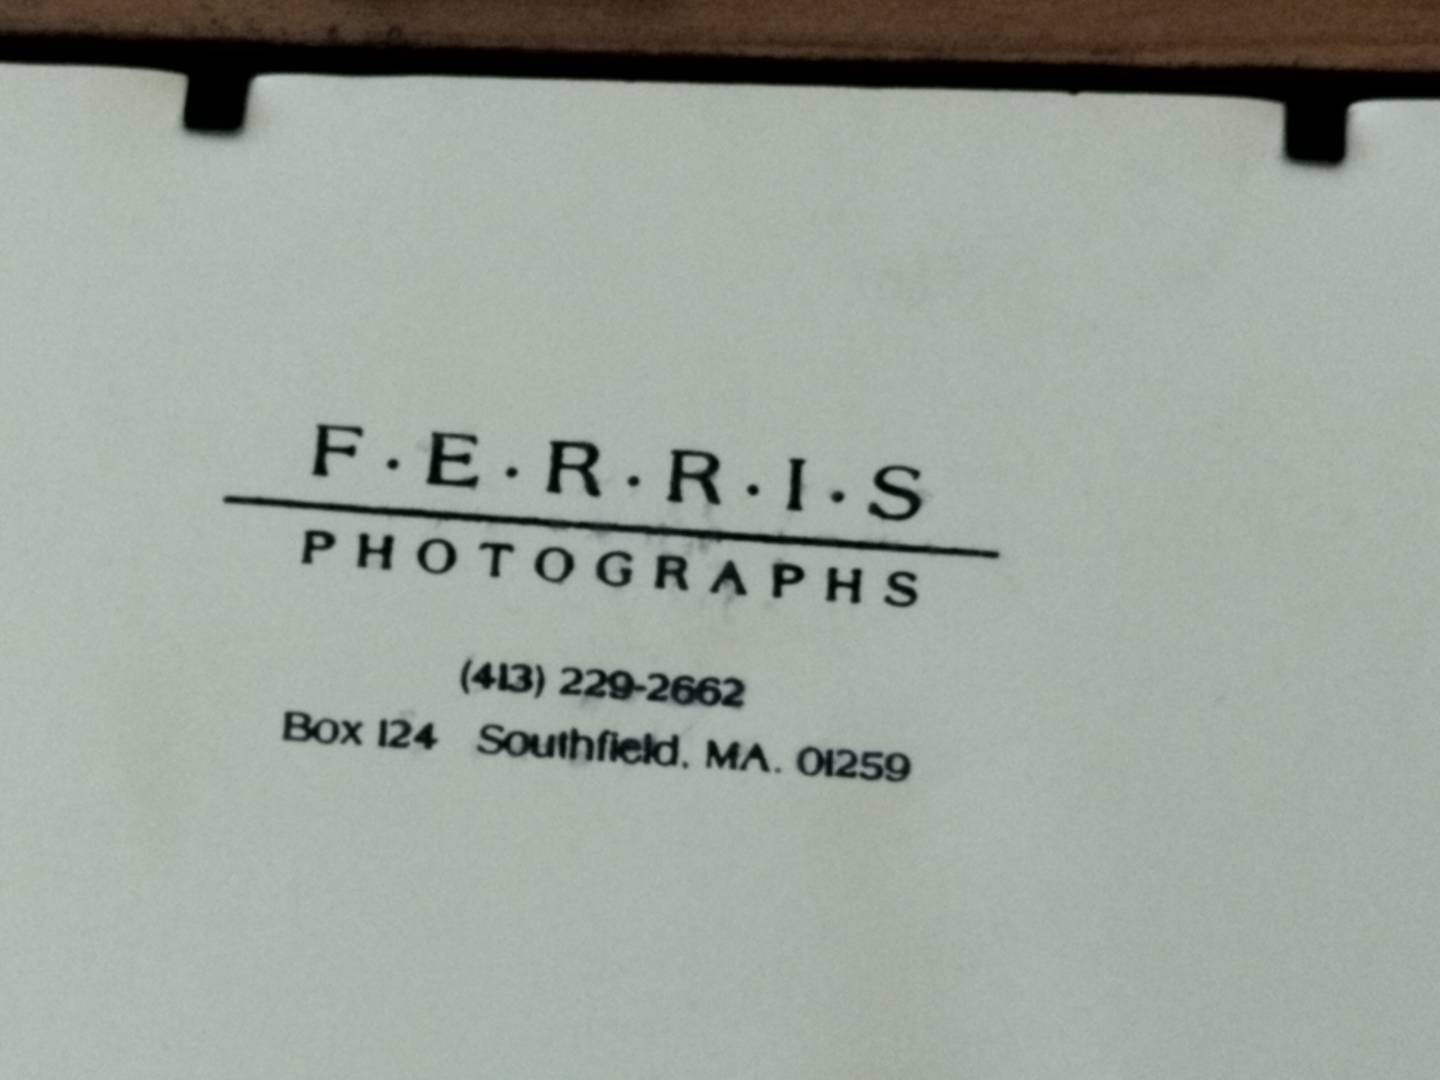 F·E·R·R·I·S
PHOTOGRAPHS
(413) 229-2662
Box 124 Southfield, MA. 01259